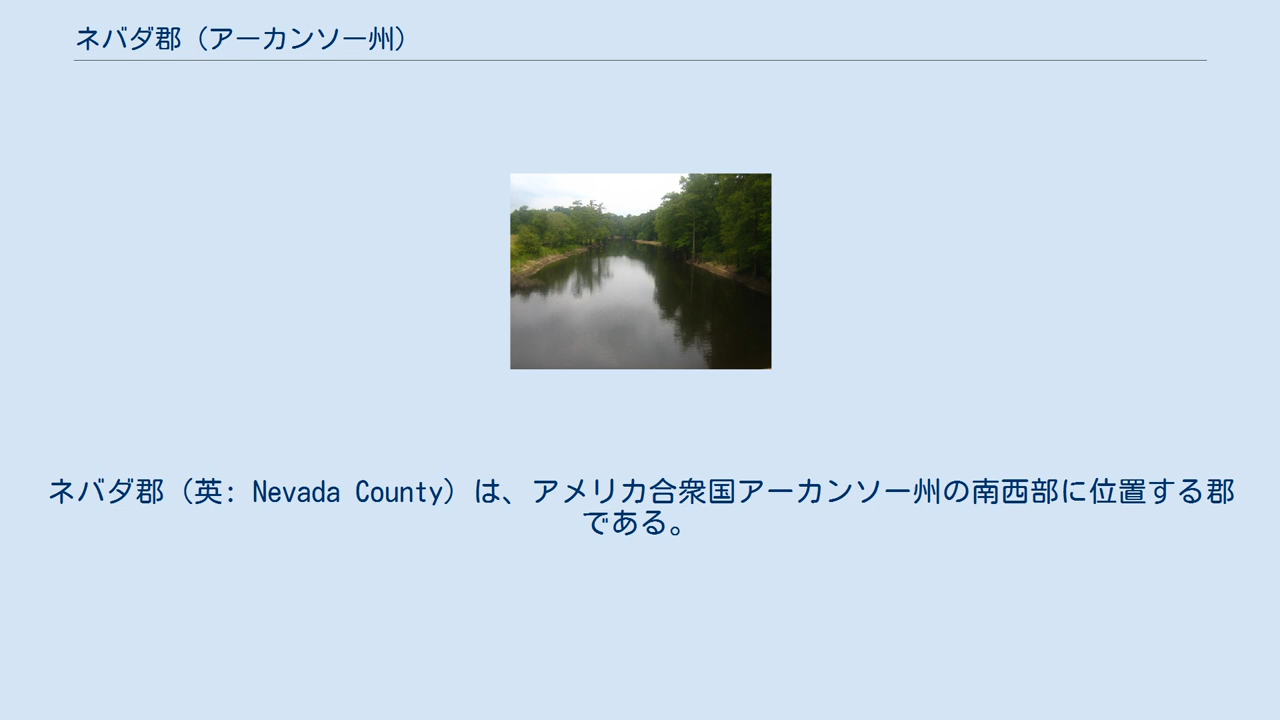 ネバダ郡（アーカンソー州）
ネバダ郡（英: Nevada County）は、アメリカ合衆国アーカンソー州の南西部に位置する郡
である。